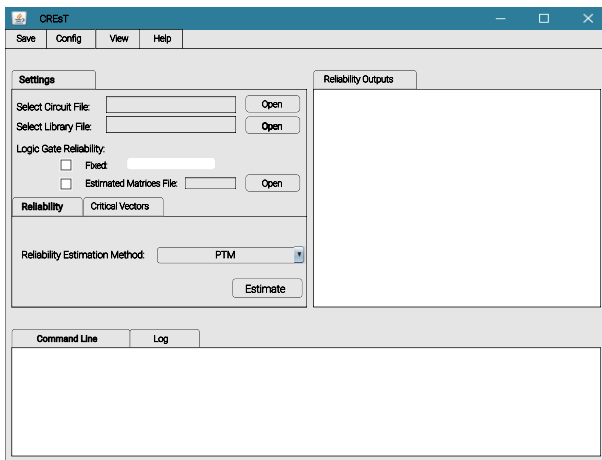 CREsT
Save Config View Help
Settings
Reliability Outputs
Select Circuit File: Open
Select Library File: Open
Logic Gate Reliability:
Fixed:
Estimated Matrices File: Open
Reliability Critical Vectors
Reliability Estimation Method: PTM
Estimate
Command Line Log